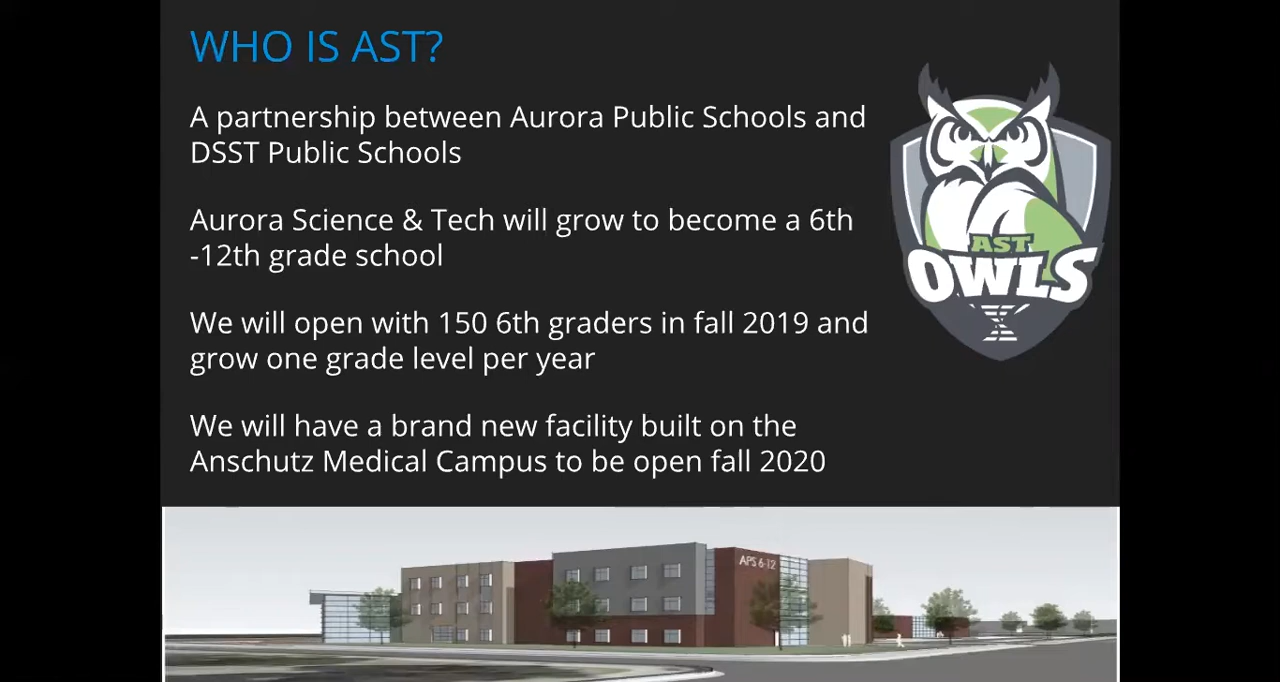 WHO IS AST?
A partnership between Aurora Public Schools and
DSST Public Schools
Aurora Science & Tech will grow to become a 6th
-12th grade school
We will open with 150 6th graders in fall 2019 and
grow one grade level per year
We will have a brand new facility built on the
Anschutz Medical Campus to be open fall 2020
AST
OWLS
APS 6-12